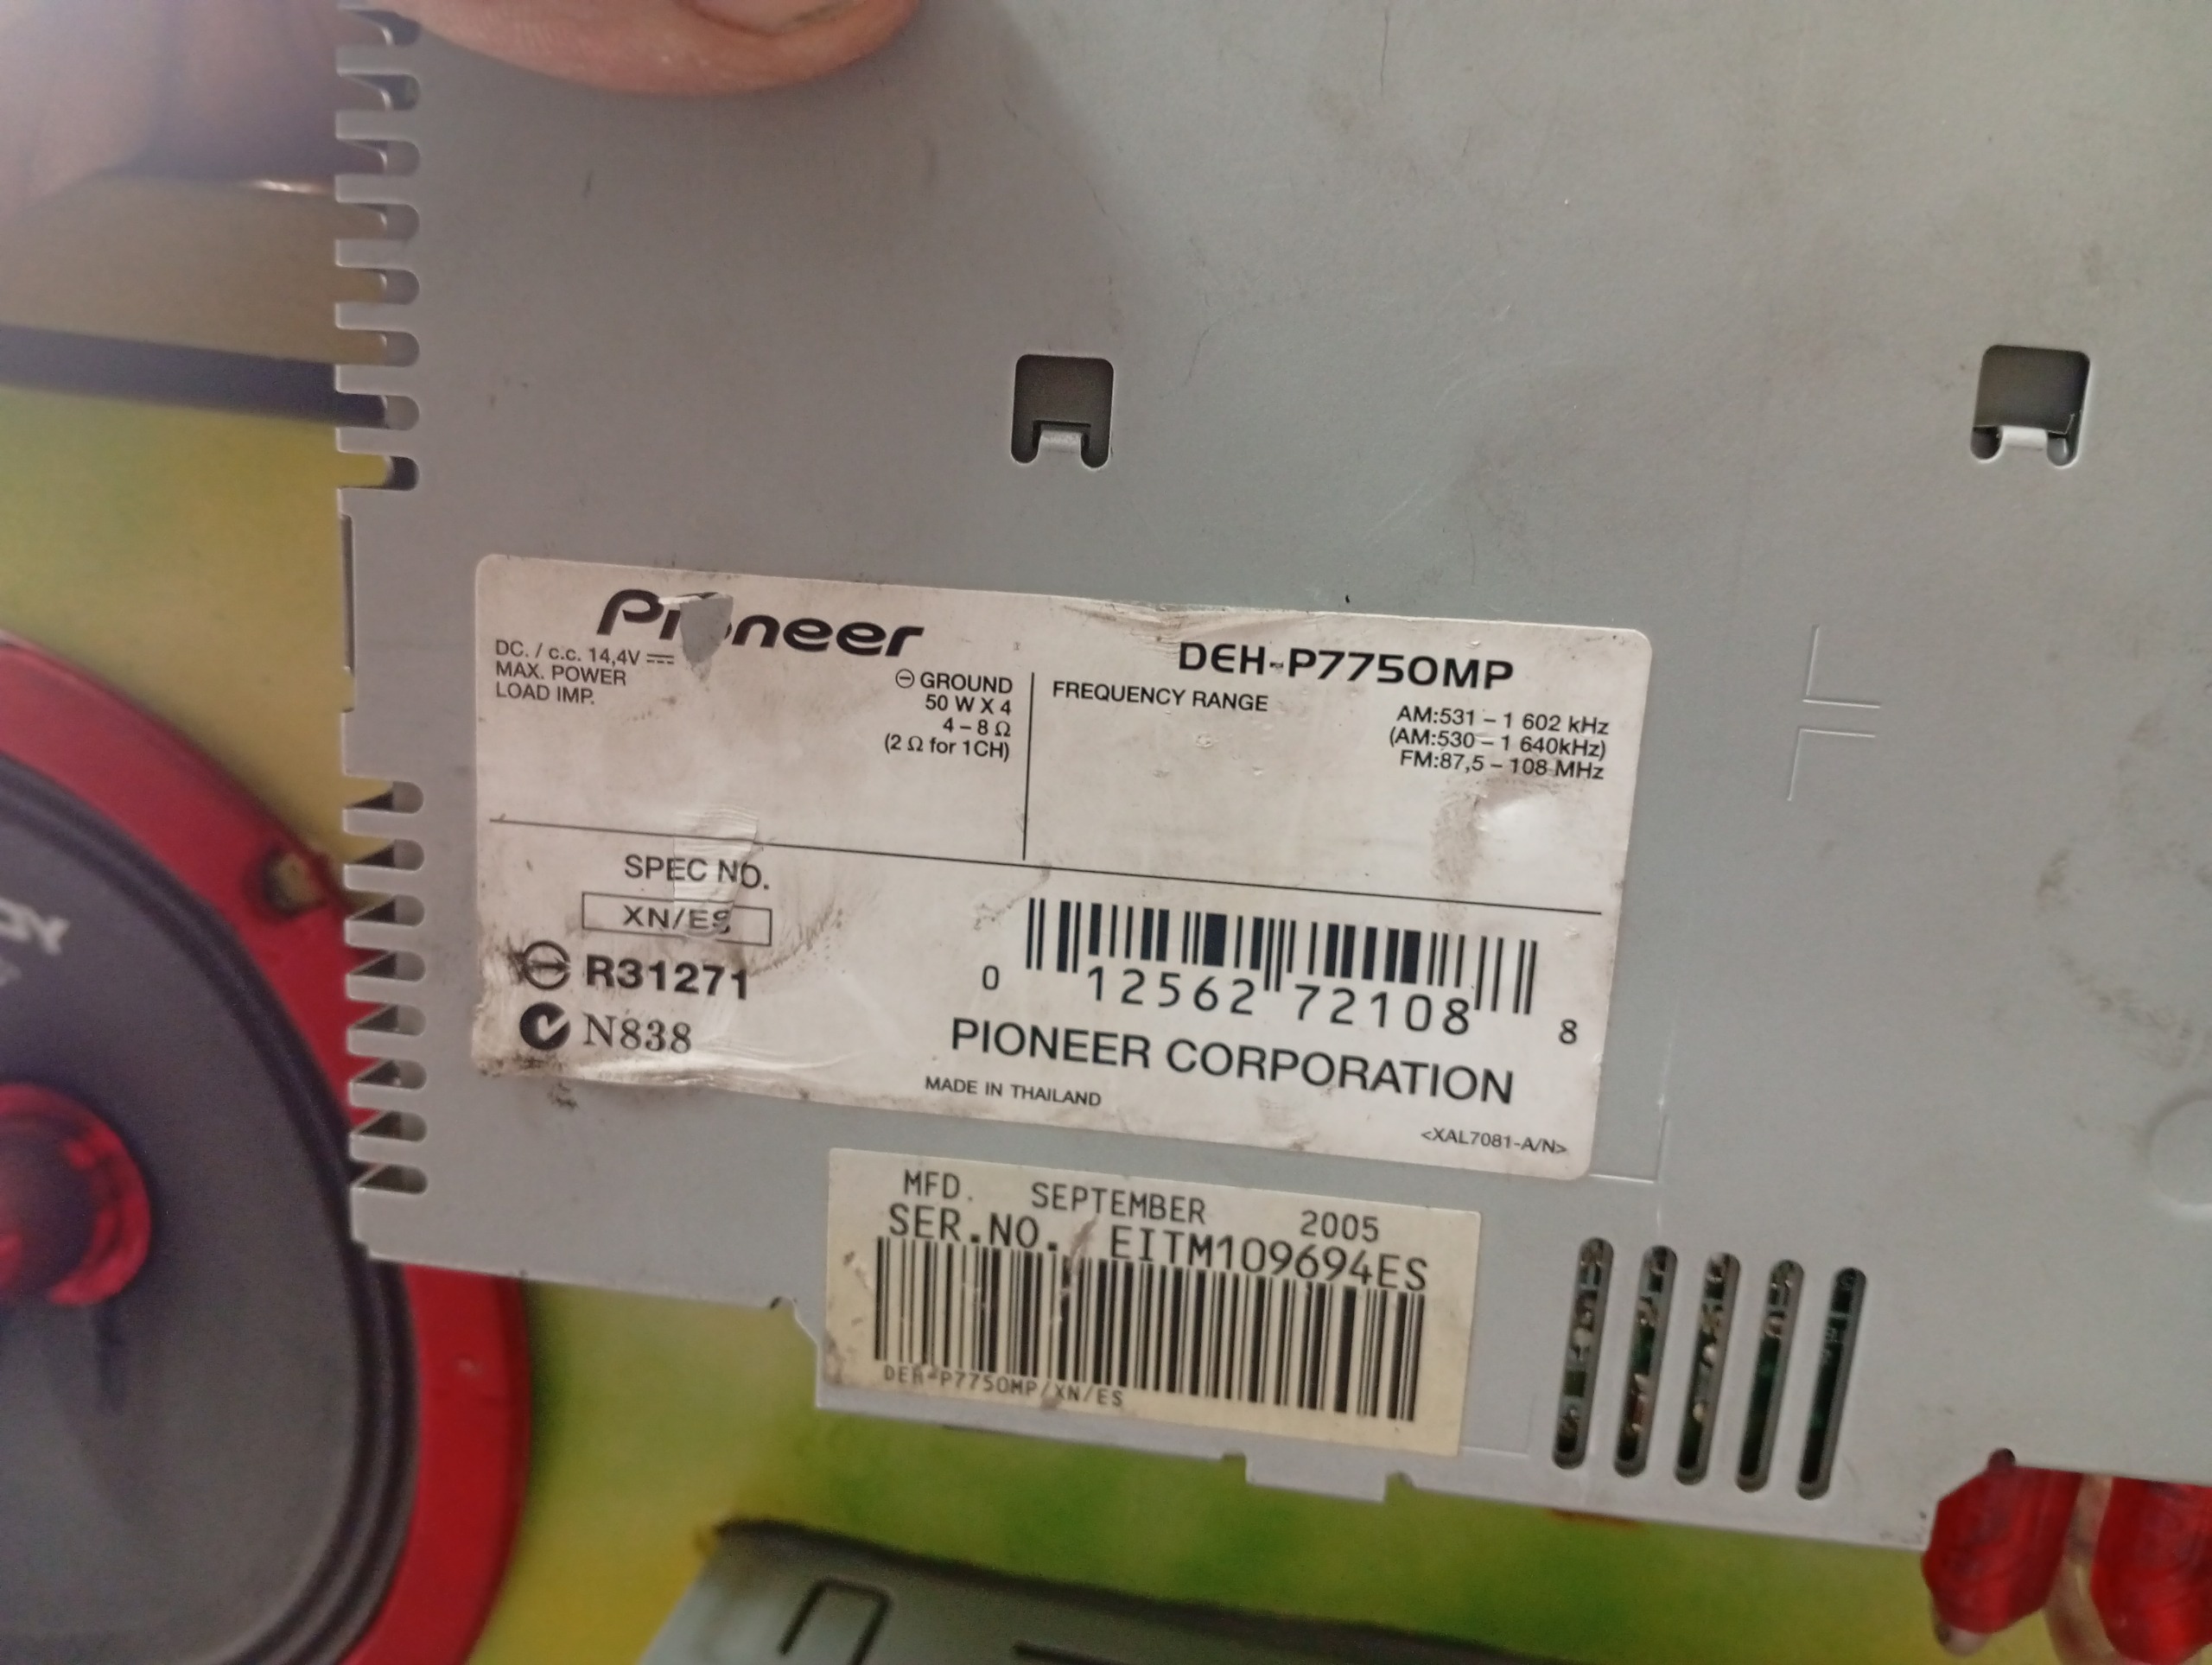 Pioneer
DEH-P7750MP
DC. / c.c. 14,4V
⊖ GROUND
MAX. POWER
50 W X 4
LOAD IMP.
4 – 8 Ω
(2 Ω for 1CH)
FREQUENCY RANGE
AM:531 – 1 602 kHz
(AM:530 – 1 640kHz)
FM:87,5 – 108 MHz
SPEC NO.
XN/ES
R31271
N838
0 12562 72108 8
PIONEER CORPORATION
MADE IN THAILAND
<XAL7081-A/N>
MFD. SEPTEMBER 2005
SER.NO. EITM109694ES
DEH-P7750MP/XN/ES